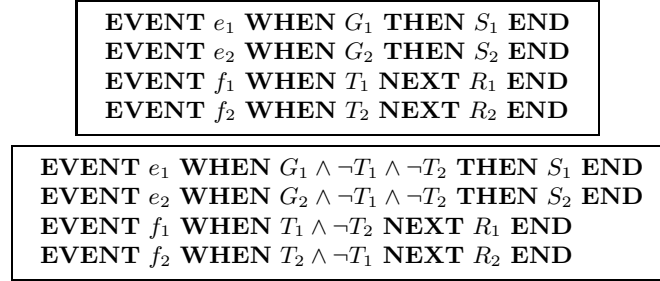 EVENT e₁ WHEN G₁ THEN S₁ END
EVENT e₂ WHEN G₂ THEN S₂ END
EVENT f₁ WHEN T₁ NEXT R₁ END
EVENT f₂ WHEN T₂ NEXT R₂ END
EVENT e₁ WHEN G₁ ∧ ¬T₁ ∧ ¬T₂ THEN S₁ END
EVENT e₂ WHEN G₂ ∧ ¬T₁ ∧ ¬T₂ THEN S₂ END
EVENT f₁ WHEN T₁ ∧ ¬T₂ NEXT R₁ END
EVENT f₂ WHEN T₂ ∧ ¬T₁ NEXT R₂ END